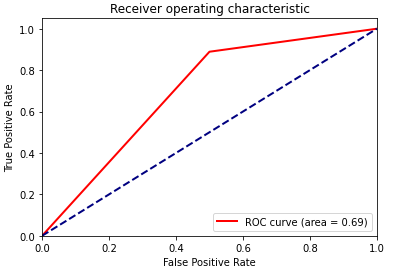 Receiver operating characteristic
True Positive Rate
1.0
0.8
0.6
0.4
0.2
0.0
ROC curve (area = 0.69)
0.0 0.2 0.4 0.6 0.8 1.0
False Positive Rate